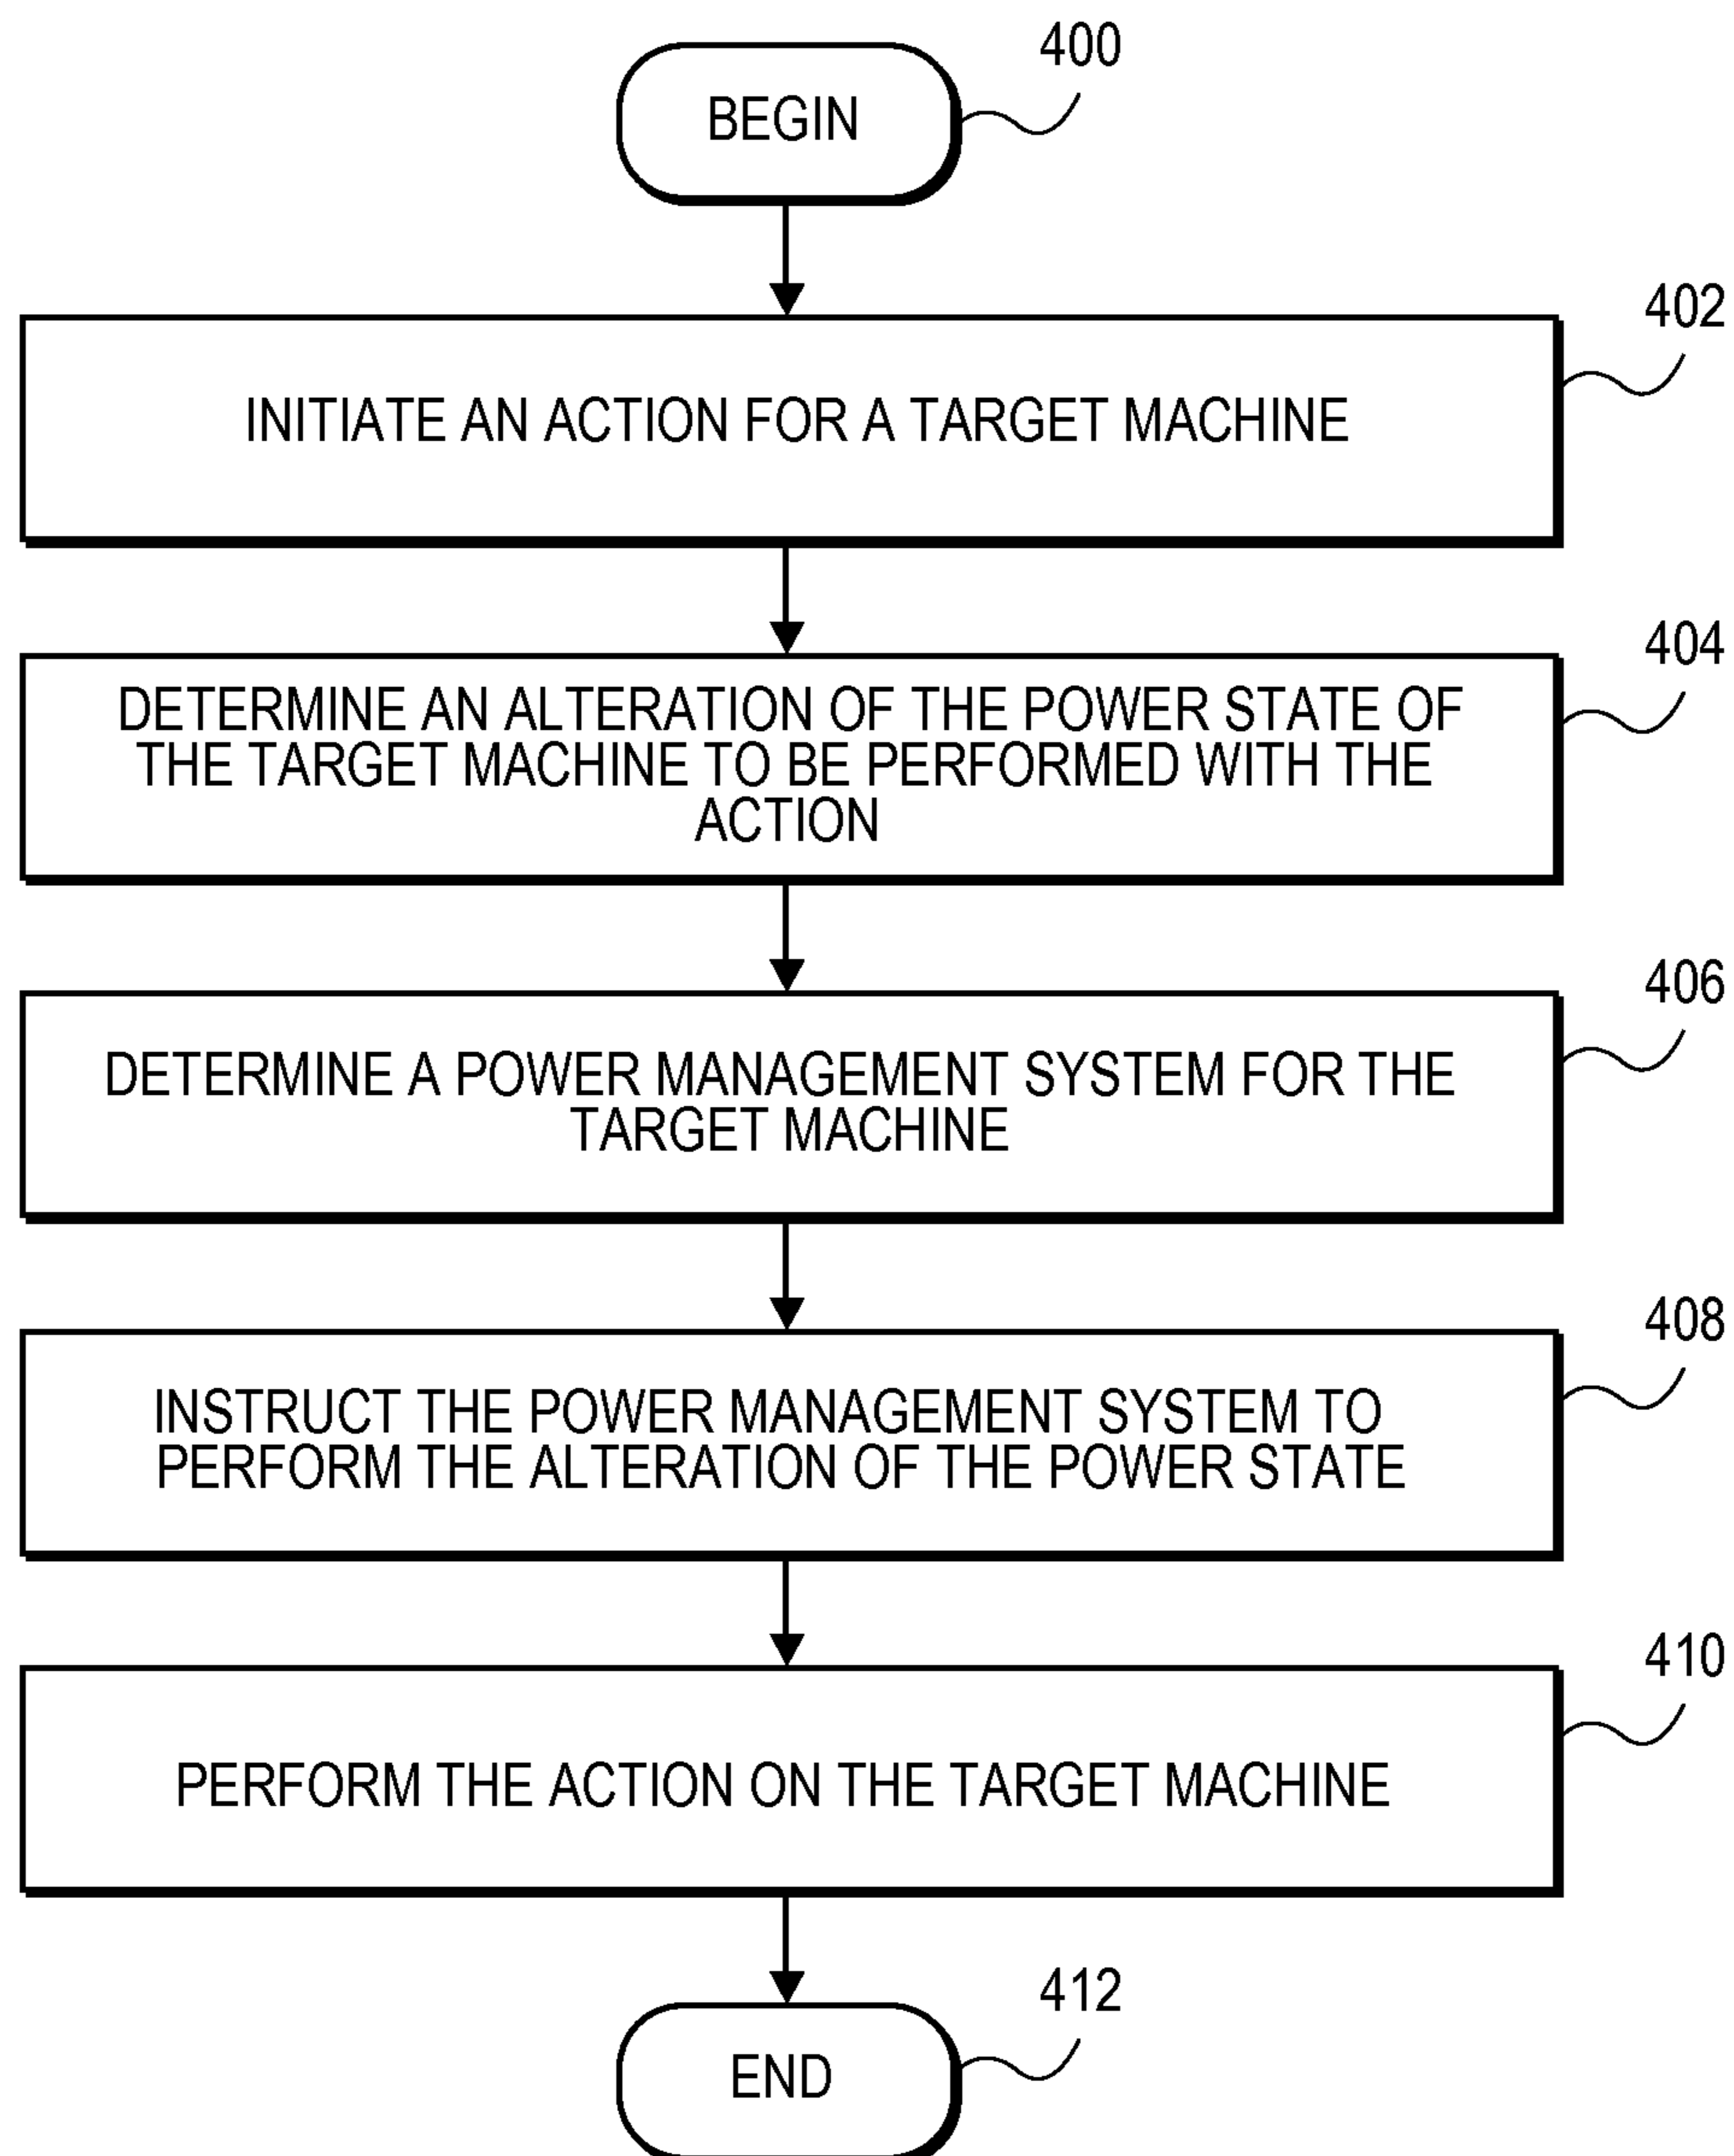 400
BEGIN
402
INITIATE AN ACTION FOR A TARGET MACHINE
404
DETERMINE AN ALTERATION OF THE POWER STATE OF
THE TARGET MACHINE TO BE PERFORMED WITH THE
ACTION
406
DETERMINE A POWER MANAGEMENT SYSTEM FOR THE
TARGET MACHINE
408
INSTRUCT THE POWER MANAGEMENT SYSTEM TO
PERFORM THE ALTERATION OF THE POWER STATE
410
PERFORM THE ACTION ON THE TARGET MACHINE
412
END